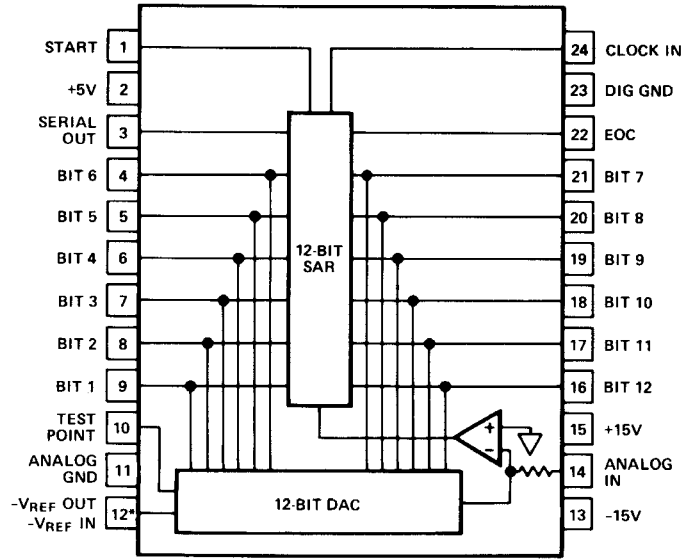 START 1
+5V 2
SERIAL
OUT 3
BIT 6 4
BIT 5 5
BIT 4 6
BIT 3 7
BIT 2 8
BIT 1 9
TEST
POINT 10
ANALOG
GND 11
-VREF OUT
-VREF IN 12*
12-BIT
SAR
12-BIT DAC
+
−
24 CLOCK IN
23 DIG GND
22 EOC
21 BIT 7
20 BIT 8
19 BIT 9
18 BIT 10
17 BIT 11
16 BIT 12
15 +15V
14 ANALOG
IN
13 -15V